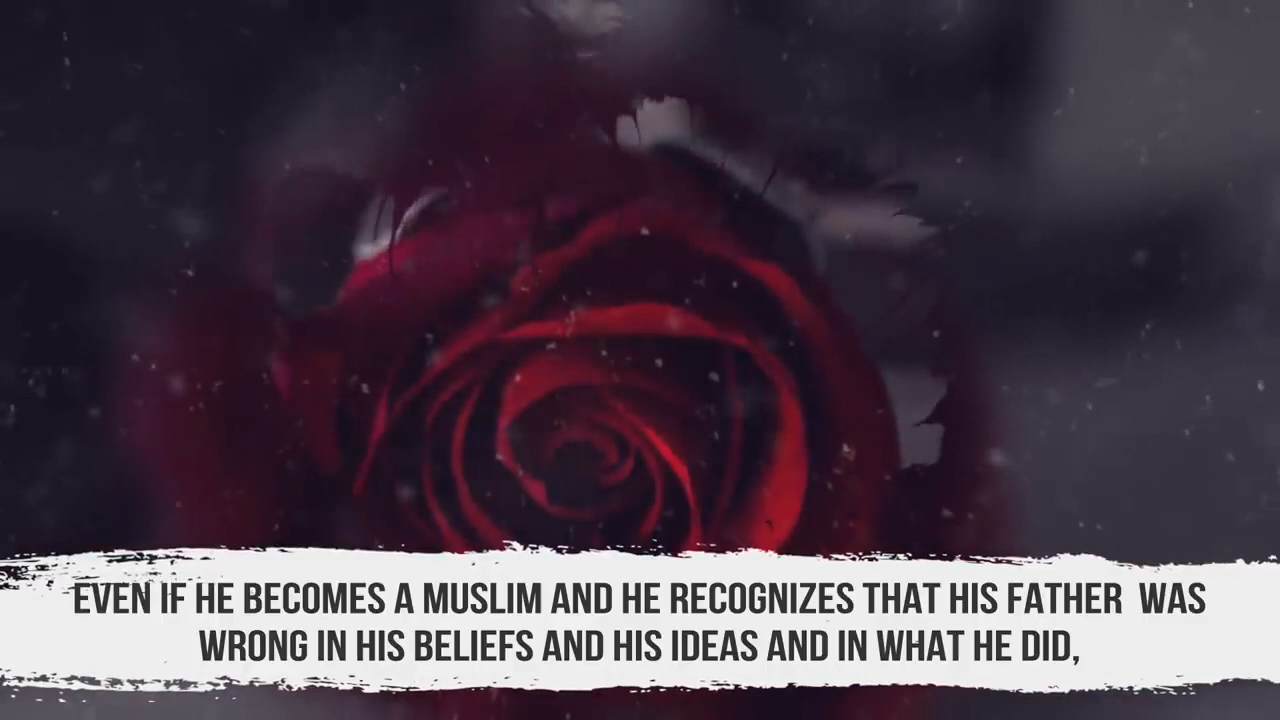 EVEN IF HE BECOMES A MUSLIM AND HE RECOGNIZES THAT HIS FATHER  WAS
WRONG IN HIS BELIEFS AND HIS IDEAS AND IN WHAT HE DID,